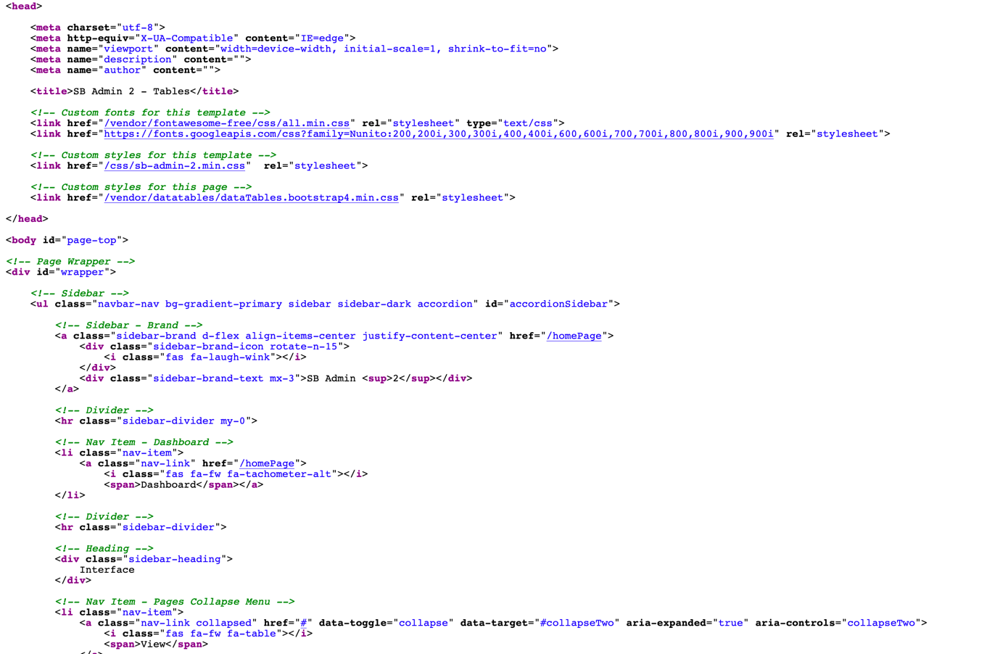 <head>
<meta charset="utf-8">
<meta http-equiv="X-UA-Compatible" content="IE=edge">
<meta name="viewport" content="width=device-width, initial-scale=1, shrink-to-fit=no">
<meta name="description" content="">
<meta name="author" content="">
<title>SB Admin 2 - Tables</title>
<!-- Custom fonts for this template -->
<link href="/vendor/fontawesome-free/css/all.min.css" rel="stylesheet" type="text/css">
<link href="https://fonts.googleapis.com/css?family=Nunito:200,200i,300,300i,400,400i,600,600i,700,700i,800,800i,900,900i" rel="stylesheet">
<!-- Custom styles for this template -->
<link href="/css/sb-admin-2.min.css"  rel="stylesheet">
<!-- Custom styles for this page -->
<link href="/vendor/datatables/dataTables.bootstrap4.min.css" rel="stylesheet">
</head>
<body id="page-top">
<!-- Page Wrapper -->
<div id="wrapper">
<!-- Sidebar -->
<ul class="navbar-nav bg-gradient-primary sidebar sidebar-dark accordion" id="accordionSidebar">
<!-- Sidebar - Brand -->
<a class="sidebar-brand d-flex align-items-center justify-content-center" href="/homePage">
<div class="sidebar-brand-icon rotate-n-15">
<i class="fas fa-laugh-wink"></i>
</div>
<div class="sidebar-brand-text mx-3">SB Admin <sup>2</sup></div>
</a>
<!-- Divider -->
<hr class="sidebar-divider my-0">
<!-- Nav Item - Dashboard -->
<li class="nav-item">
<a class="nav-link" href="/homePage">
<i class="fas fa-fw fa-tachometer-alt"></i>
<span>Dashboard</span></a>
</li>
<!-- Divider -->
<hr class="sidebar-divider">
<!-- Heading -->
<div class="sidebar-heading">
Interface
</div>
<!-- Nav Item - Pages Collapse Menu -->
<li class="nav-item">
<a class="nav-link collapsed" href="#" data-toggle="collapse" data-target="#collapseTwo" aria-expanded="true" aria-controls="collapseTwo">
<i class="fas fa-fw fa-table"></i>
<span>View</span>